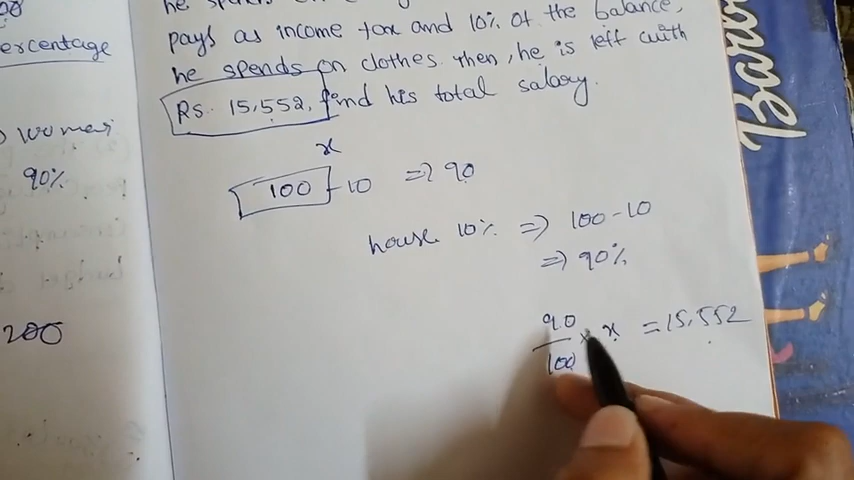 pays as income tax and 10% of the balance,
he spends on clothes. Then, he is left with
Rs. 15,552. find his total salary.
x
100 - 10 => 90
house 10% => 100-10
=> 90%
90/100 × x = 15,552
ercentage
women
90%
200
Bar